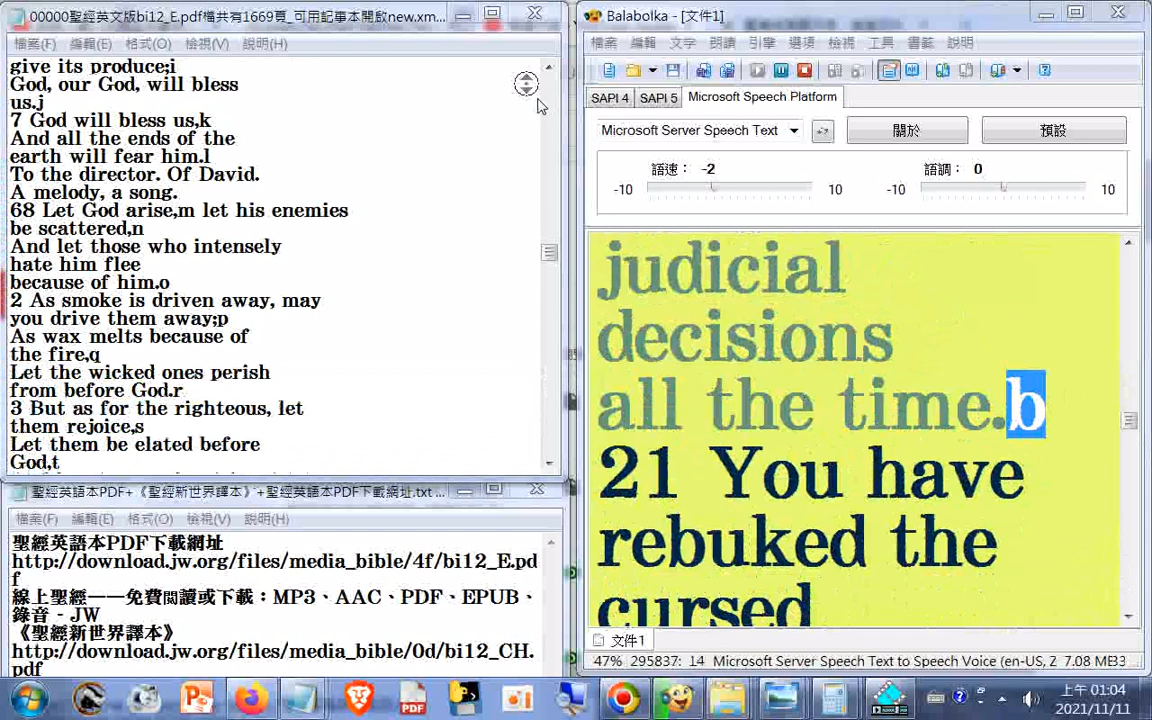 00000聖經英文版bi12_E.pdf檔共有1669頁_可用記事本開啟new.xm...
檔案(F) 編輯(E) 格式(O) 檢視(V) 說明(H)
give its produce;i
God, our God, will bless
us.j
7 God will bless us,k
And all the ends of the
earth will fear him.l
To the director. Of David.
A melody, a song.
68 Let God arise,m let his enemies
be scattered,n
And let those who intensely
hate him flee
because of him.o
2 As smoke is driven away, may
you drive them away;p
As wax melts because of
the fire,q
Let the wicked ones perish
from before God.r
3 But as for the righteous, let
them rejoice,s
Let them be elated before
God,t
聖經英語本PDF+《聖經新世界譯本》+聖經英語本PDF下載網址.txt ...
檔案(F) 編輯(E) 格式(O) 檢視(V) 說明(H)
聖經英語本PDF下載網址
http://download.jw.org/files/media_bible/4f/bi12_E.pd
f
線上聖經——免費閱讀或下載：MP3、AAC、PDF、EPUB、
錄音 - JW
《聖經新世界譯本》
http://download.jw.org/files/media_bible/0d/bi12_CH.
pdf
Balabolka - [文件1]
檔案 編輯 文字 朗讀 引擎 選項 檢視 工具 書籤 說明
SAPI 4 SAPI 5 Microsoft Speech Platform
Microsoft Server Speech Text 關於 預設
語速： -2 語調： 0
-10 10 -10 10
judicial
decisions
all the time.b
21 You have
rebuked the
cursed
文件1
47% 295837: 14 Microsoft Server Speech Text to Speech Voice (en-US, Z 7.08 MB
上午 01:04
2021/11/11